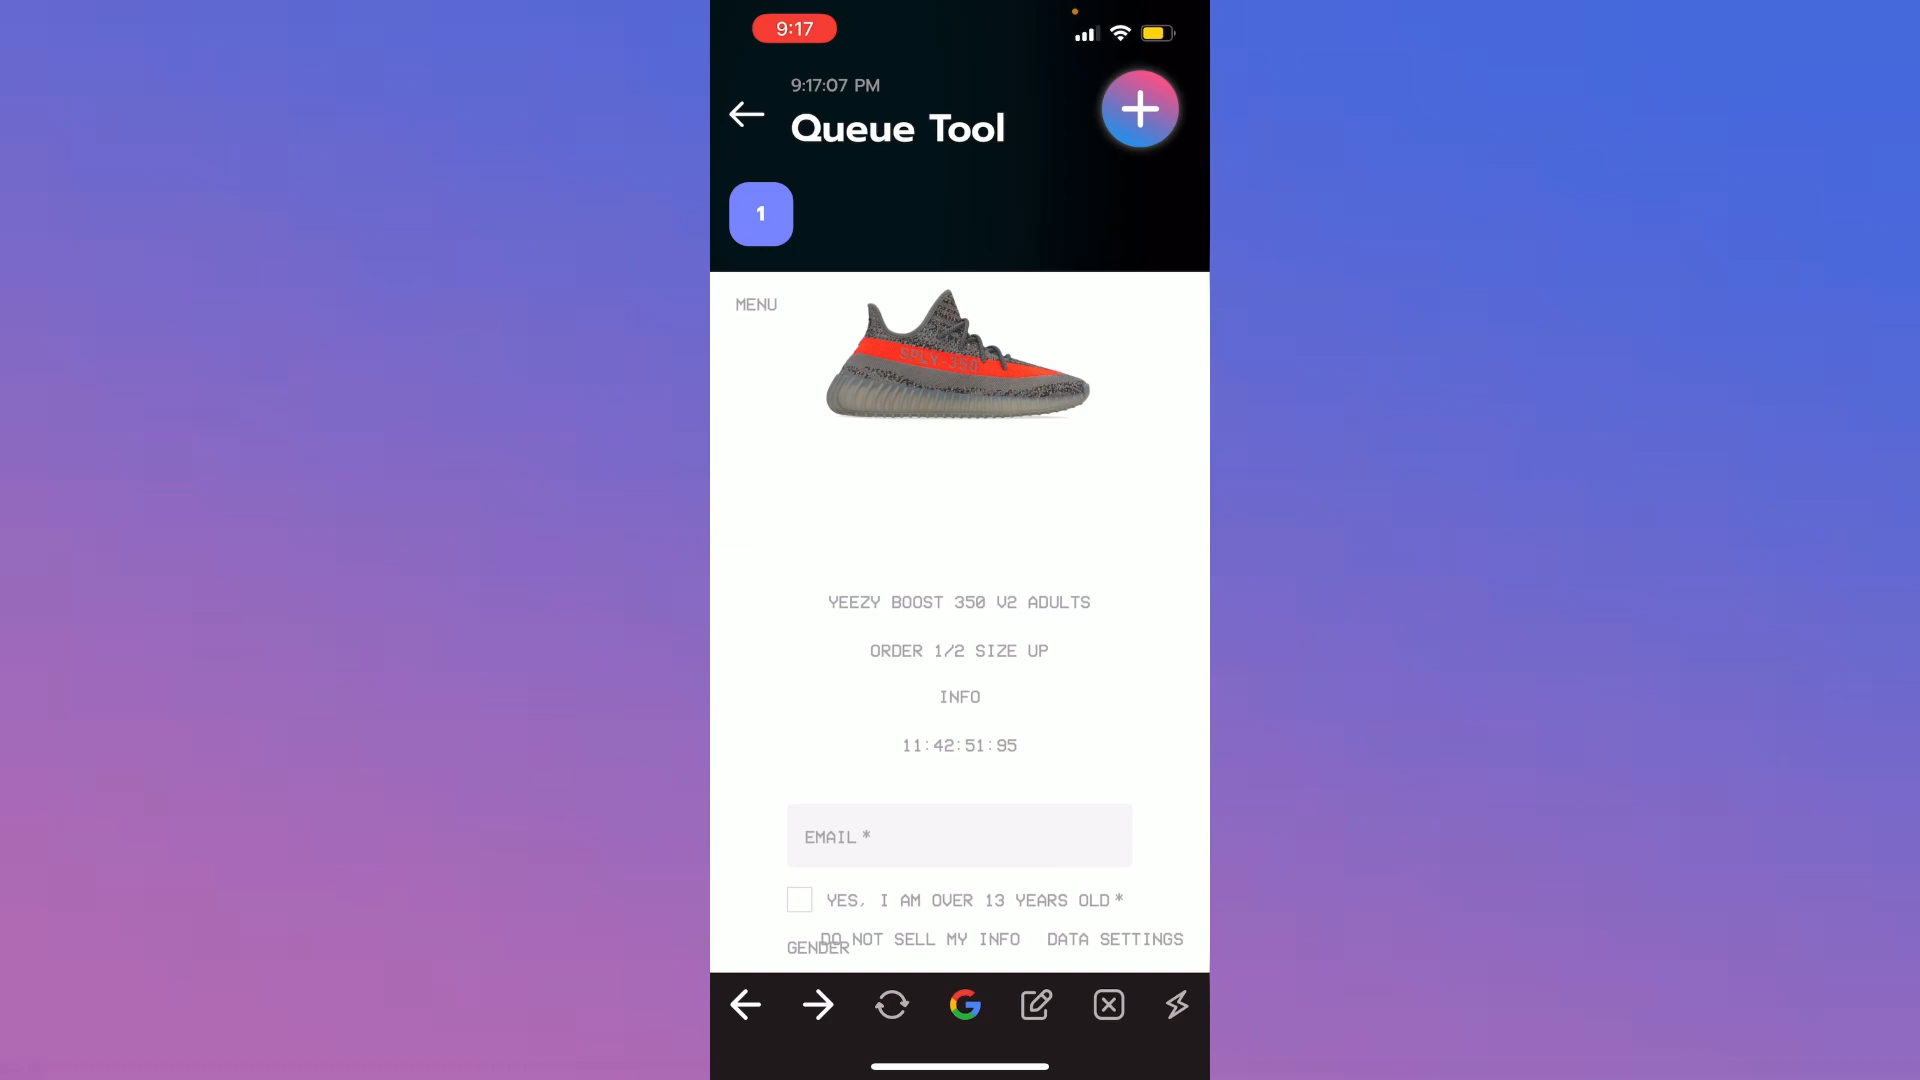 9:17
9:17:07 PM
Queue Tool
1
MENU
SPLY-350
YEEZY BOOST 350 V2 ADULTS
ORDER 1/2 SIZE UP
INFO
11:42:51:95
EMAIL*
YES, I AM OVER 13 YEARS OLD*
DO NOT SELL MY INFO DATA SETTINGS
GENDER